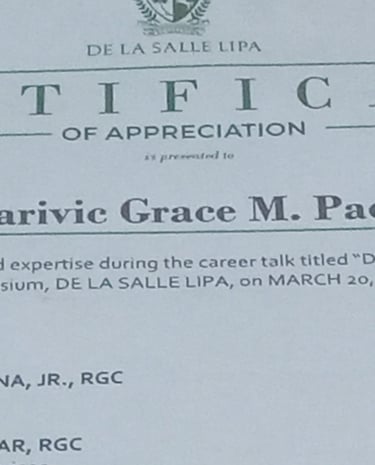 DE LA SALLE LIPA
TIFIC
OF APPRECIATION
is presented to
arivic Grace M. Pa
d expertise during the career talk titled "D
sium, DE LA SALLE LIPA, on MARCH 20,
NA, JR., RGC
AR, RGC